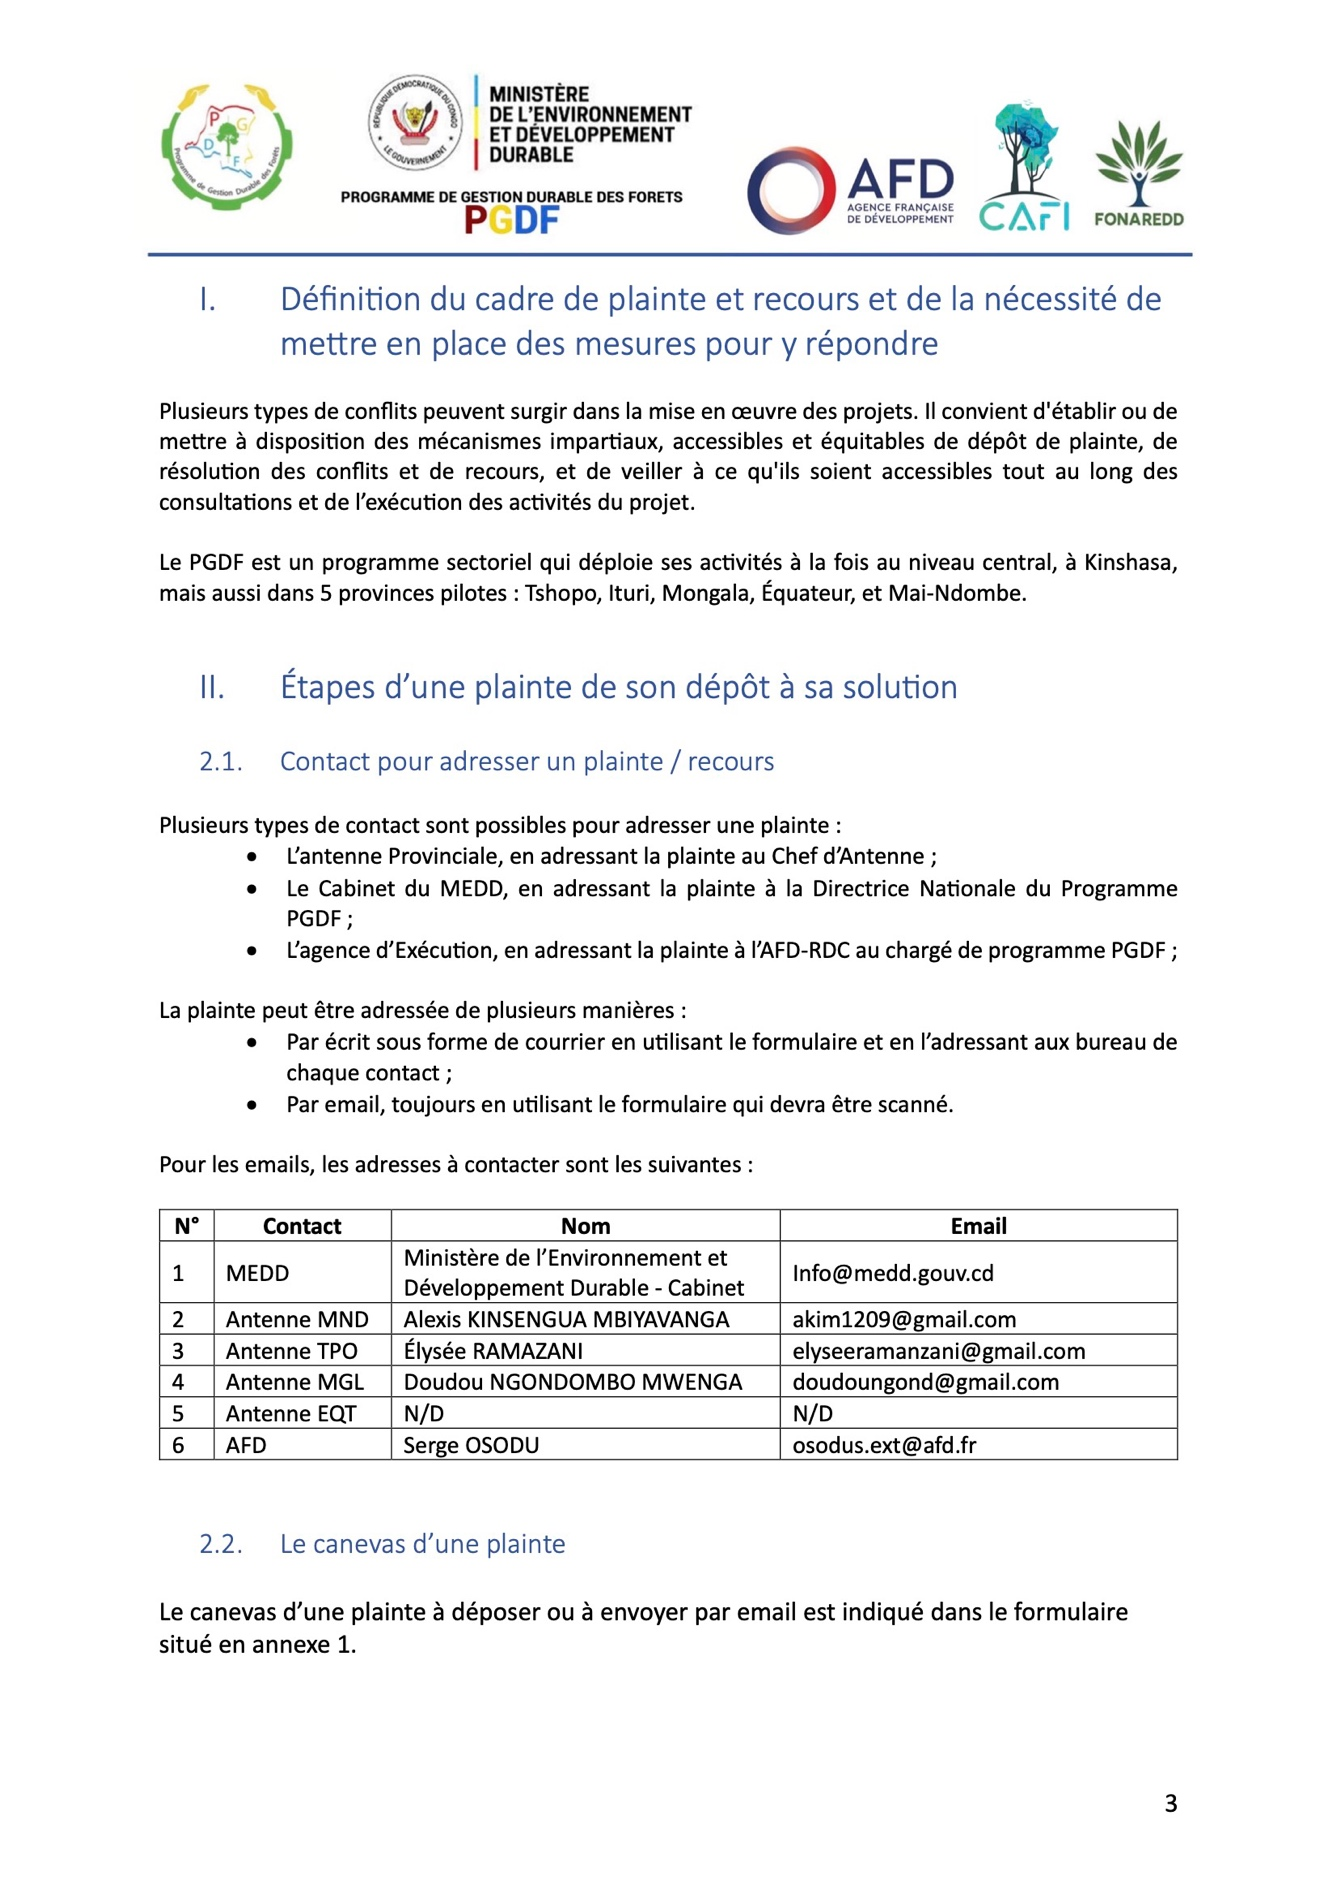 P G D F
Programme de Gestion Durable des Forêts
RÉPUBLIQUE DÉMOCRATIQUE DU CONGO
LE GOUVERNEMENT
MINISTÈRE
DE L'ENVIRONNEMENT
ET DÉVELOPPEMENT
DURABLE
PROGRAMME DE GESTION DURABLE DES FORETS
PGDF
AFD
AGENCE FRANÇAISE
DE DÉVELOPPEMENT
CAFI
FONAREDD
I. Définition du cadre de plainte et recours et de la nécessité de
mettre en place des mesures pour y répondre
Plusieurs types de conflits peuvent surgir dans la mise en œuvre des projets. Il convient d'établir ou de
mettre à disposition des mécanismes impartiaux, accessibles et équitables de dépôt de plainte, de
résolution des conflits et de recours, et de veiller à ce qu'ils soient accessibles tout au long des
consultations et de l’exécution des activités du projet.
Le PGDF est un programme sectoriel qui déploie ses activités à la fois au niveau central, à Kinshasa,
mais aussi dans 5 provinces pilotes : Tshopo, Ituri, Mongala, Équateur, et Mai-Ndombe.
II. Étapes d’une plainte de son dépôt à sa solution
2.1. Contact pour adresser un plainte / recours
Plusieurs types de contact sont possibles pour adresser une plainte :
• L’antenne Provinciale, en adressant la plainte au Chef d’Antenne ;
• Le Cabinet du MEDD, en adressant la plainte à la Directrice Nationale du Programme
PGDF ;
• L’agence d’Exécution, en adressant la plainte à l’AFD-RDC au chargé de programme PGDF ;
La plainte peut être adressée de plusieurs manières :
• Par écrit sous forme de courrier en utilisant le formulaire et en l’adressant aux bureau de
chaque contact ;
• Par email, toujours en utilisant le formulaire qui devra être scanné.
Pour les emails, les adresses à contacter sont les suivantes :
N° Contact Nom Email
1 MEDD Ministère de l’Environnement et Développement Durable - Cabinet Info@medd.gouv.cd
2 Antenne MND Alexis KINSENGUA MBIYAVANGA akim1209@gmail.com
3 Antenne TPO Élysée RAMAZANI elyseeramanzani@gmail.com
4 Antenne MGL Doudou NGONDOMBO MWENGA doudoungond@gmail.com
5 Antenne EQT N/D N/D
6 AFD Serge OSODU osodus.ext@afd.fr
2.2. Le canevas d’une plainte
Le canevas d’une plainte à déposer ou à envoyer par email est indiqué dans le formulaire
situé en annexe 1.
3